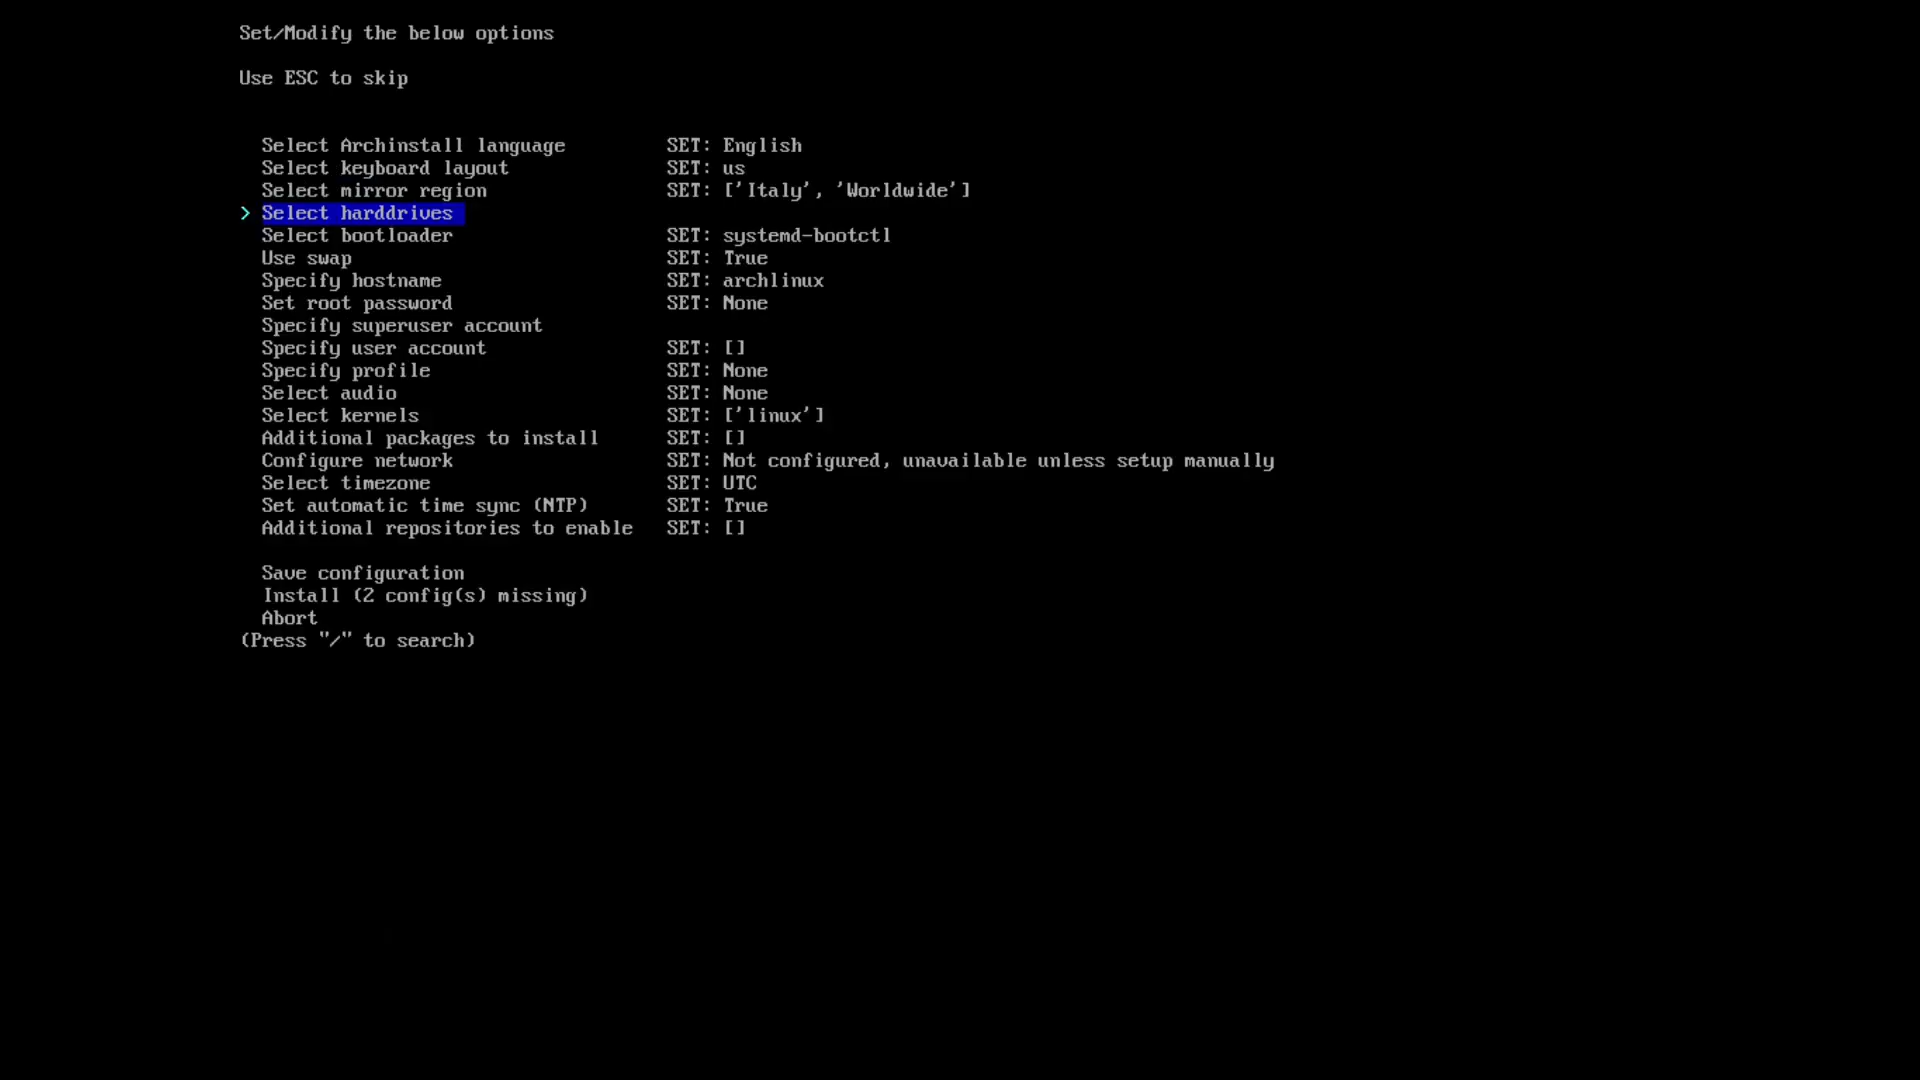 Set/Modify the below options
Use ESC to skip
Select Archinstall language SET: English
Select keyboard layout SET: us
Select mirror region SET: ['Italy', 'Worldwide']
> Select harddrives
Select bootloader SET: systemd-bootctl
Use swap SET: True
Specify hostname SET: archlinux
Set root password SET: None
Specify superuser account
Specify user account SET: []
Specify profile SET: None
Select audio SET: None
Select kernels SET: ['linux']
Additional packages to install SET: []
Configure network SET: Not configured, unavailable unless setup manually
Select timezone SET: UTC
Set automatic time sync (NTP) SET: True
Additional repositories to enable SET: []
Save configuration
Install (2 config(s) missing)
Abort
(Press "/" to search)